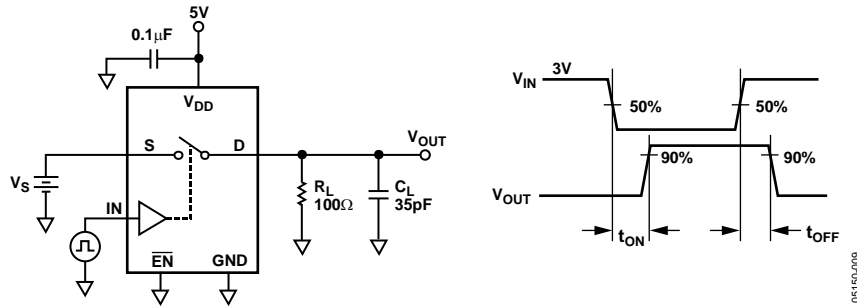 5V
0.1μF
VDD
S
D
VOUT
VS
RL
100Ω
CL
35pF
IN
EN
GND
VIN
3V
50%
50%
90%
90%
VOUT
tON
tOFF
05150-009